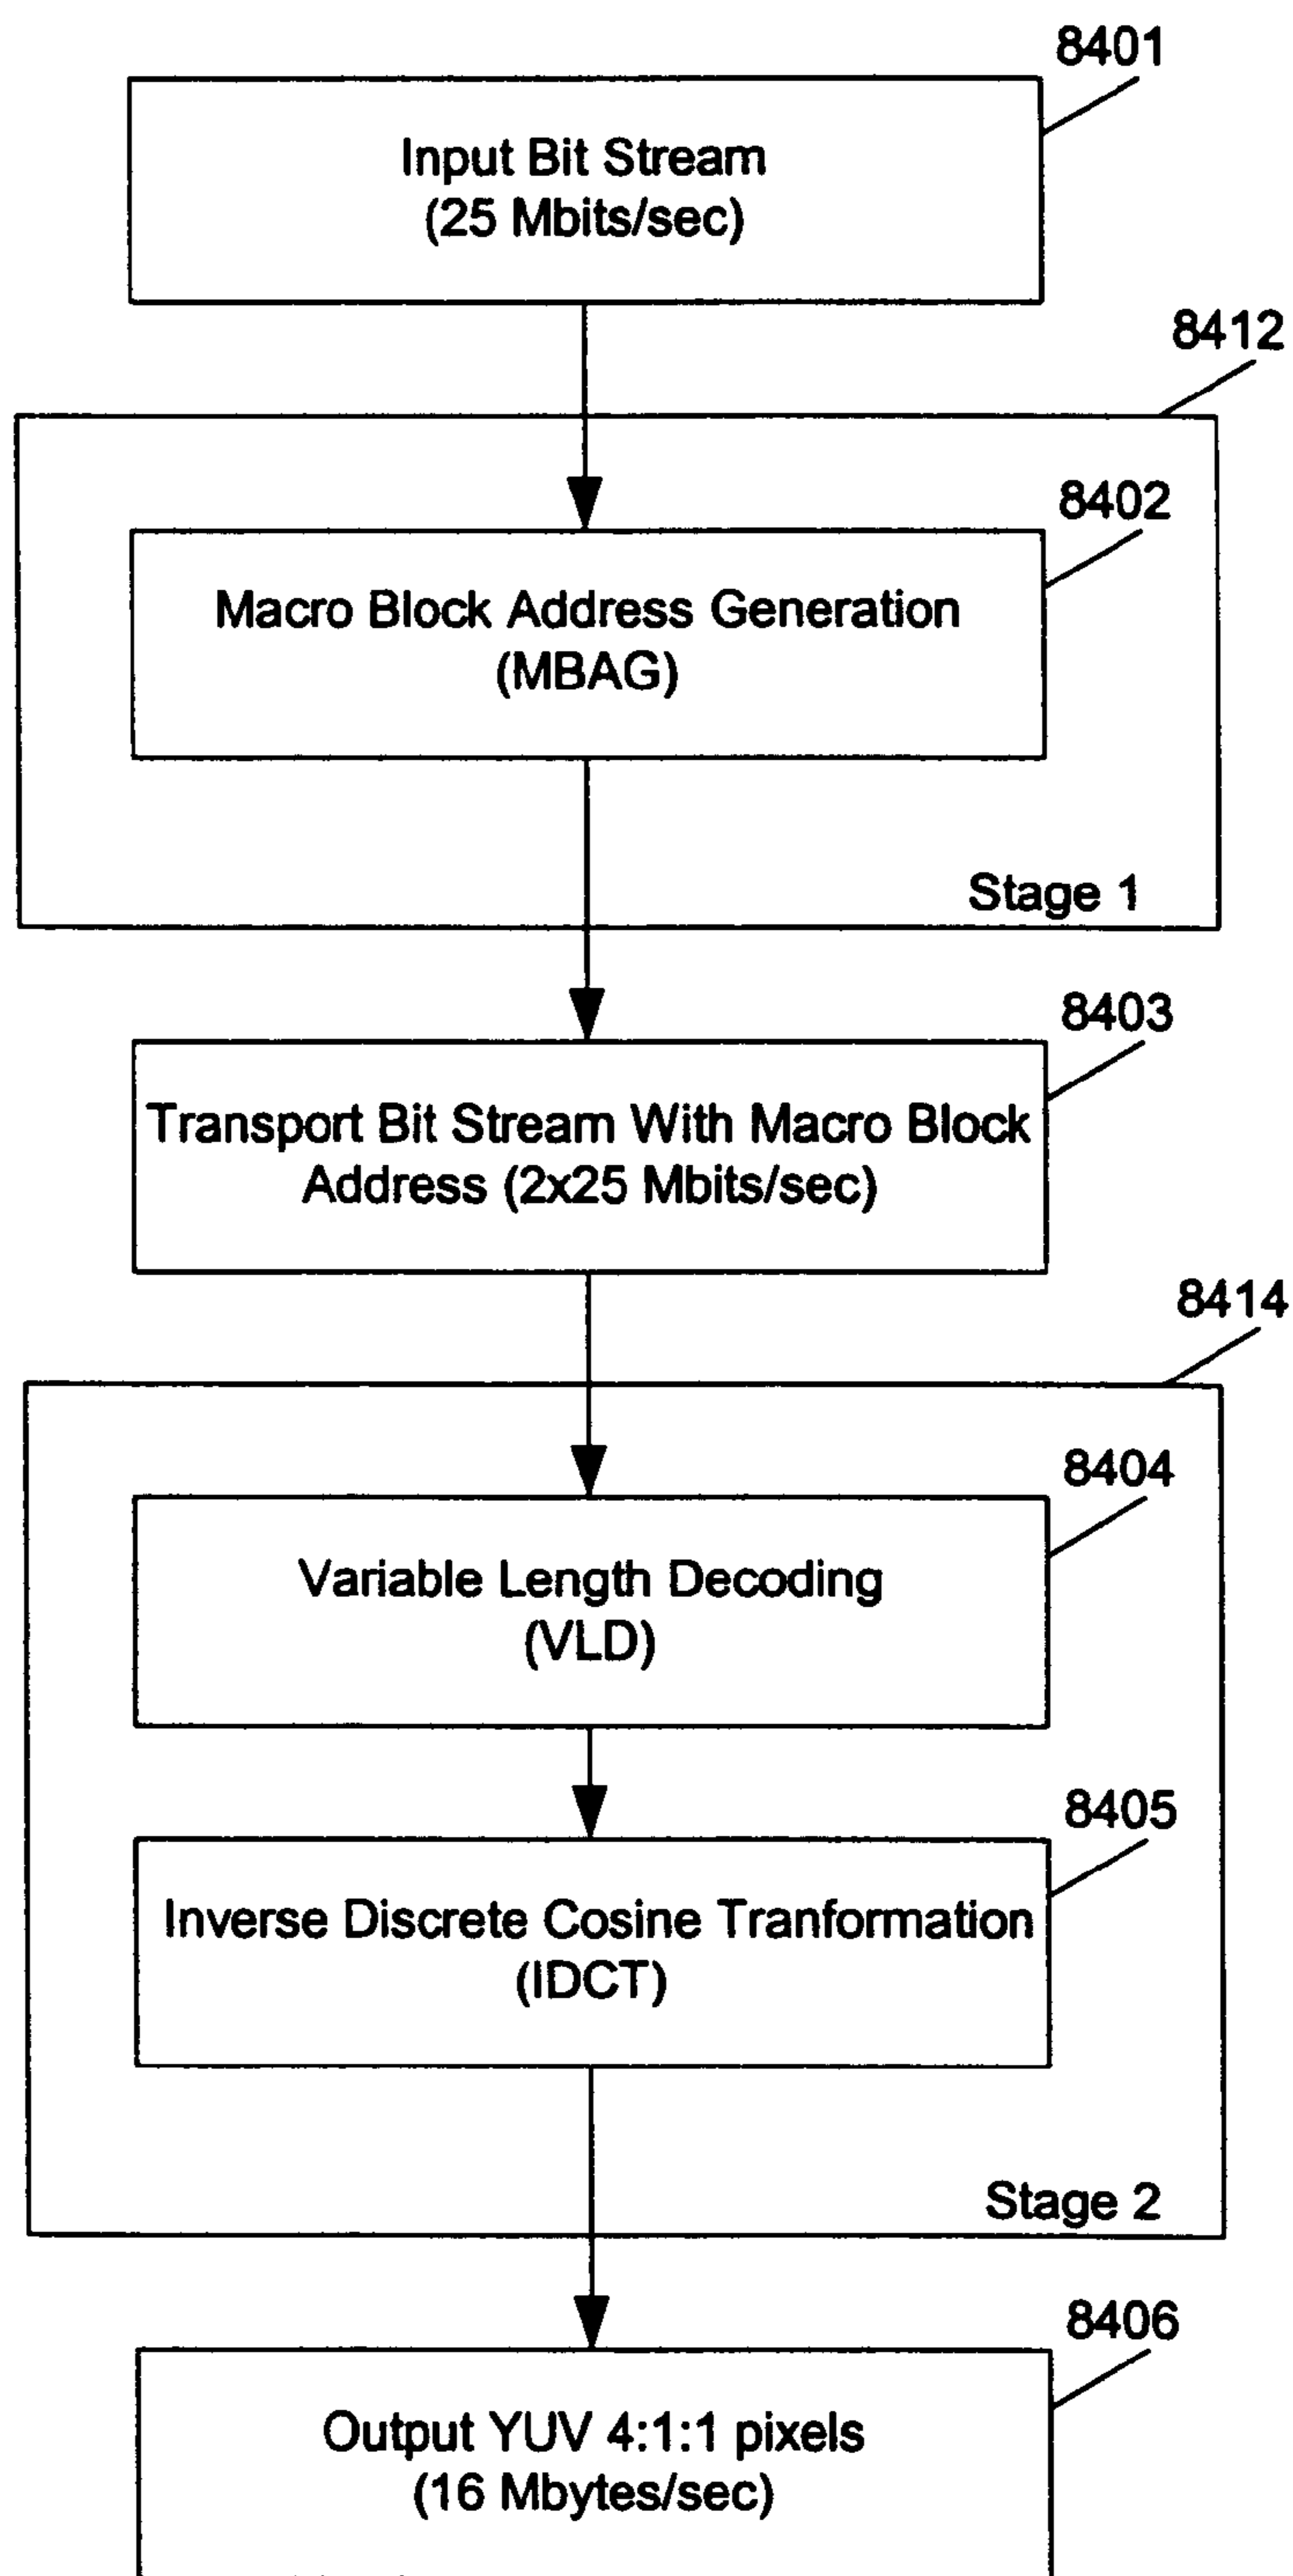 8401
Input Bit Stream
(25 Mbits/sec)
8412
8402
Macro Block Address Generation
(MBAG)
Stage 1
8403
Transport Bit Stream With Macro Block
Address (2x25 Mbits/sec)
8414
8404
Variable Length Decoding
(VLD)
8405
Inverse Discrete Cosine Tranformation
(IDCT)
Stage 2
8406
Output YUV 4:1:1 pixels
(16 Mbytes/sec)